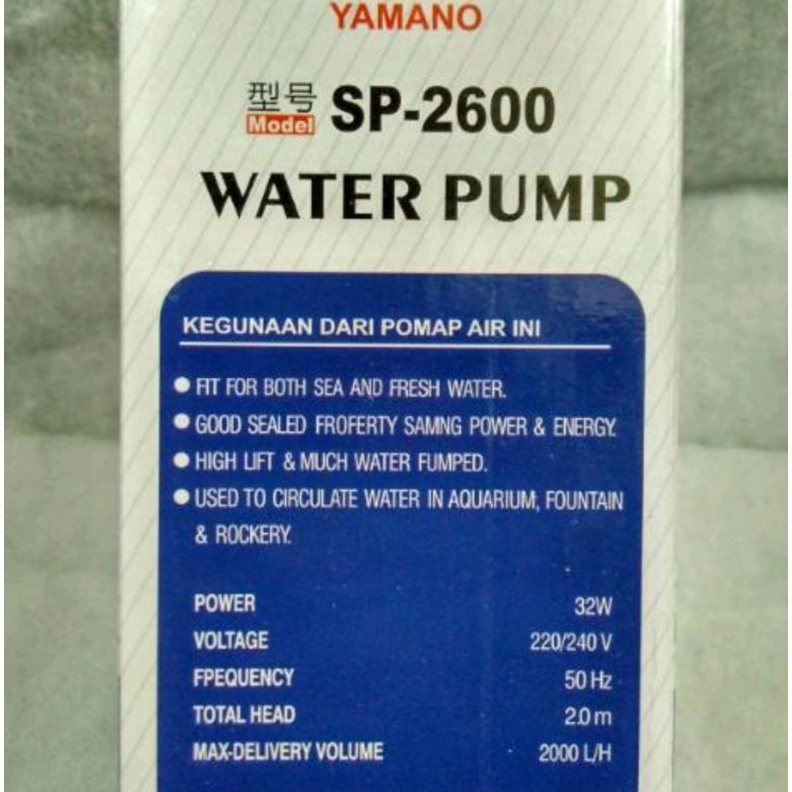 YAMANO
型号
Model SP-2600
WATER PUMP
KEGUNAAN DARI POMAP AIR INI
● FIT FOR BOTH SEA AND FRESH WATER.
● GOOD SEALED FROFERTY SAMNG POWER & ENERGY.
● HIGH LIFT & MUCH WATER FUMPED.
● USED TO CIRCULATE WATER IN AQUARIUM, FOUNTAIN
& ROCKERY.
POWER 32W
VOLTAGE 220/240 V
FPEQUENCY 50 Hz
TOTAL HEAD 2.0 m
MAX-DELIVERY VOLUME 2000 L/H